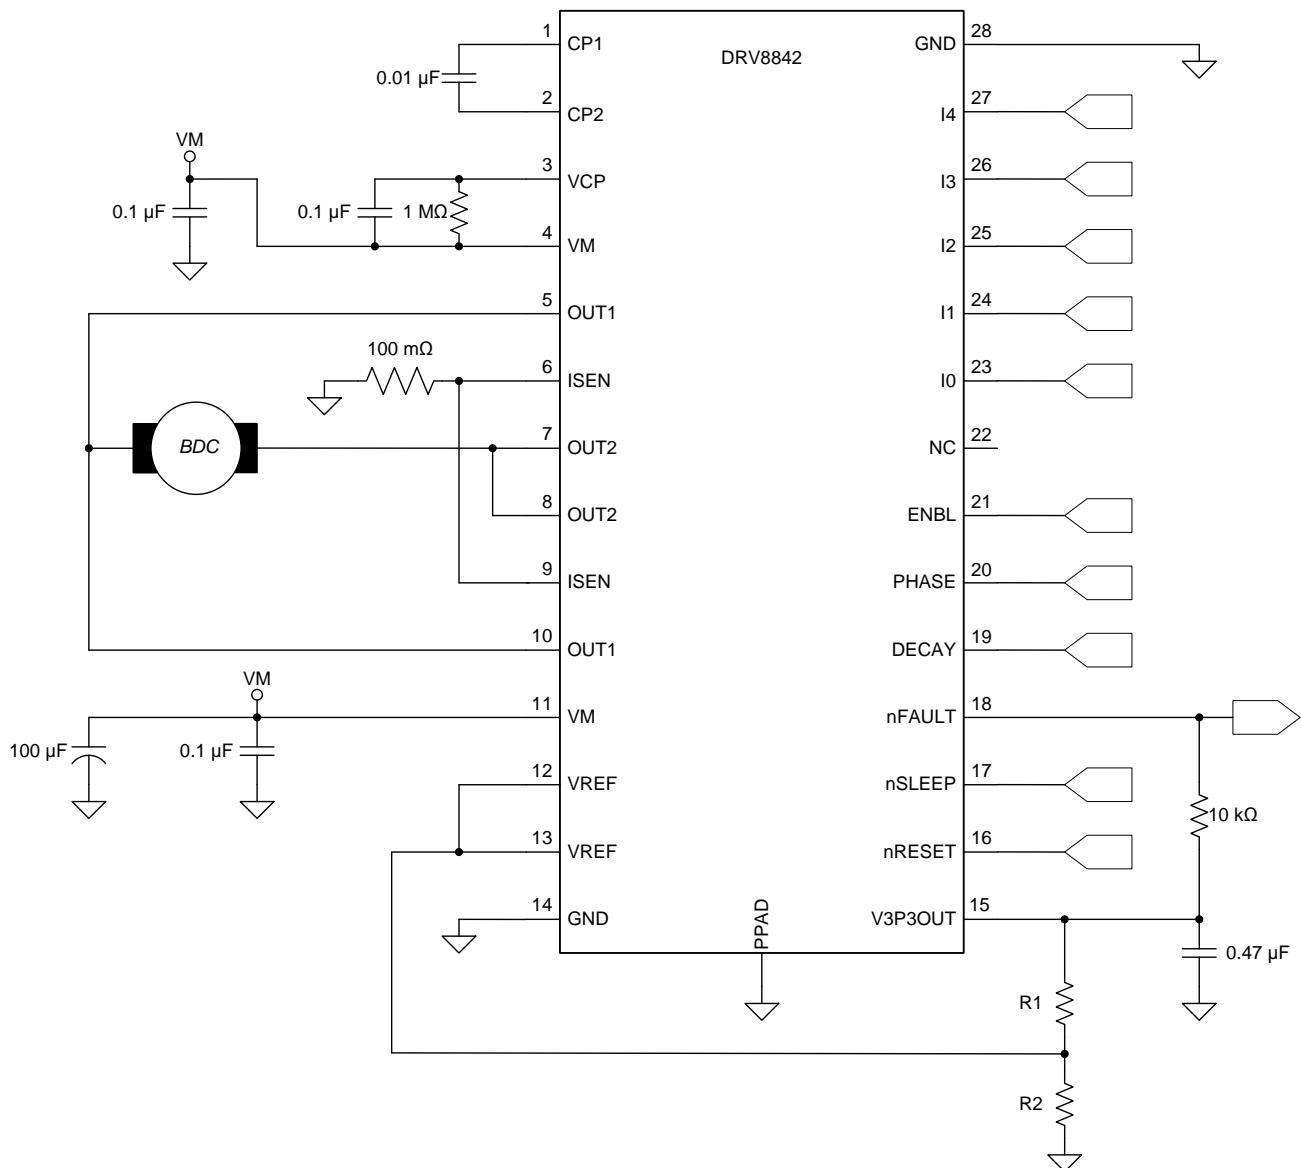 DRV8842
1
CP1
0.01 µF
2
CP2
VM
3
VCP
0.1 µF
0.1 µF
1 MΩ
4
VM
5
OUT1
100 mΩ
6
ISEN
BDC
7
OUT2
8
OUT2
9
ISEN
10
OUT1
VM
11
VM
100 µF
0.1 µF
12
VREF
13
VREF
14
GND
PPAD
GND
28
I4
27
I3
26
I2
25
I1
24
I0
23
NC
22
ENBL
21
PHASE
20
DECAY
19
nFAULT
18
nSLEEP
17
10 kΩ
nRESET
16
V3P3OUT
15
0.47 µF
R1
R2